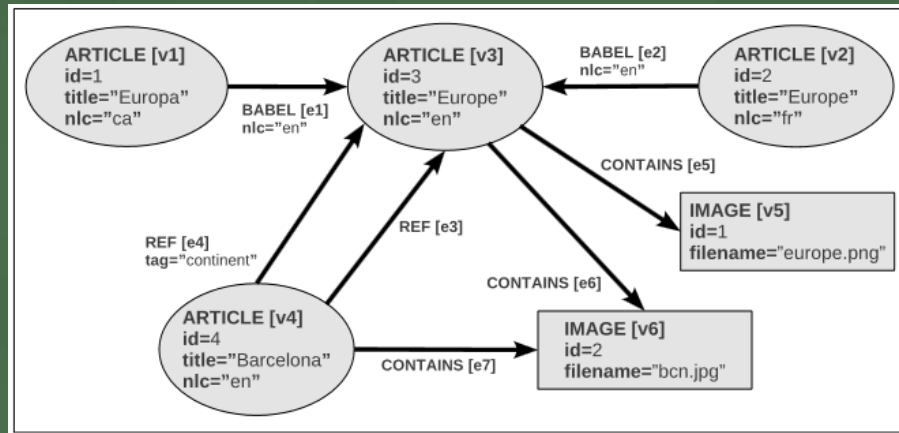 ARTICLE [v1]
id=1
title=”Europa”
nlc=”ca”
ARTICLE [v3]
id=3
title=”Europe”
nlc=”en”
BABEL [e2]
nlc=”en”
ARTICLE [v2]
id=2
title=”Europe”
nlc=”fr”
BABEL [e1]
nlc=”en”
CONTAINS [e5]
IMAGE [v5]
id=1
filename=”europe.png”
REF [e4]
tag=”continent”
REF [e3]
CONTAINS [e6]
ARTICLE [v4]
id=4
title=”Barcelona”
nlc=”en”
CONTAINS [e7]
IMAGE [v6]
id=2
filename=”bcn.jpg”